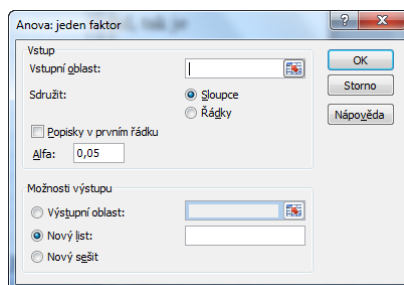 Anova: jeden faktor
Vstup
Vstupní oblast:
Sdružit:
Sloupce
Řádky
Popisky v prvním řádku
Alfa: 0,05
OK
Storno
Nápověda
Možnosti výstupu
Výstupní oblast:
Nový list:
Nový sešit